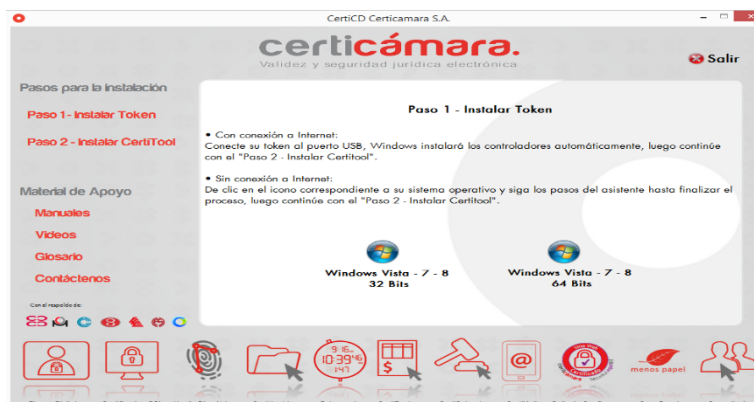 CertiCD Certicamara S.A.
certicámara.
Validez y seguridad jurídica electrónica
Salir
Pasos para la instalación
Paso 1- Instalar Token
Paso 2 - Instalar CertiTool
Material de Apoyo
Manuales
Videos
Glosario
Contáctenos
Con el respaldo de:
Paso 1 - Instalar Token
• Con conexión a Internet:
Conecte su token al puerto USB, Windows instalará los controladores automáticamente, luego continúe
con el "Paso 2 - Instalar Certitool".
• Sin conexión a Internet:
De clic en el icono correspondiente a su sistema operativo y siga los pasos del asistente hasta finalizar el
proceso, luego continúe con el "Paso 2 - Instalar Certitool".
Windows Vista - 7 - 8
32 Bits
Windows Vista - 7 - 8
64 Bits
$
@
menos papel